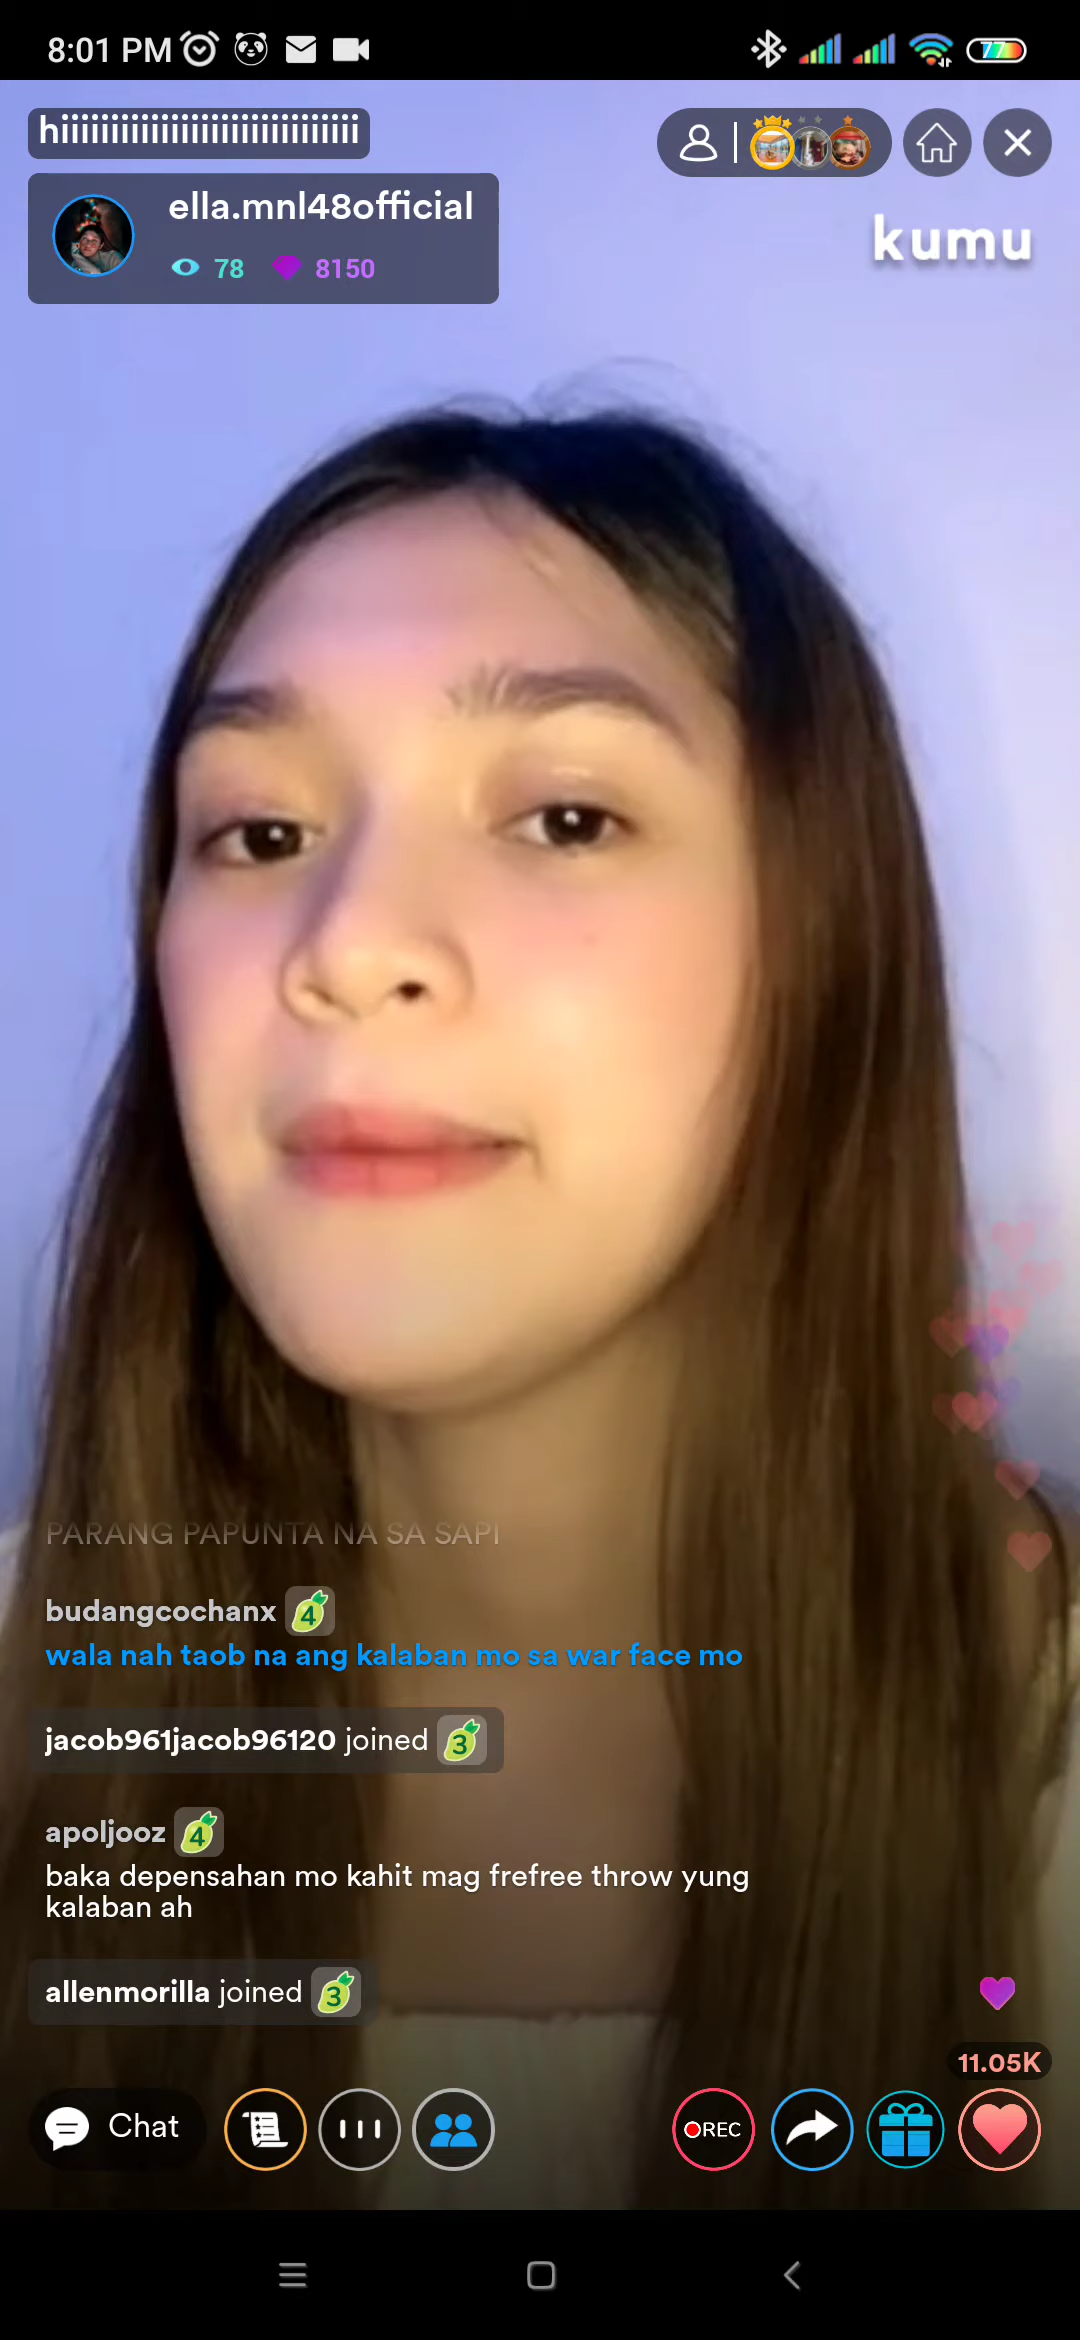 8:01 PM
77
hiiiiiiiiiiiiiiiiiiiiiiiiiiiiii
ella.mnl48official
78 8150
kumu
PARANG PAPUNTA NA SA SAPI
budangcochanx 4
wala nah taob na ang kalaban mo sa war face mo
jacob961jacob96120 joined 3
apoljooz 4
baka depensahan mo kahit mag frefree throw yung
kalaban ah
allenmorilla joined 3
11.05K
Chat
REC